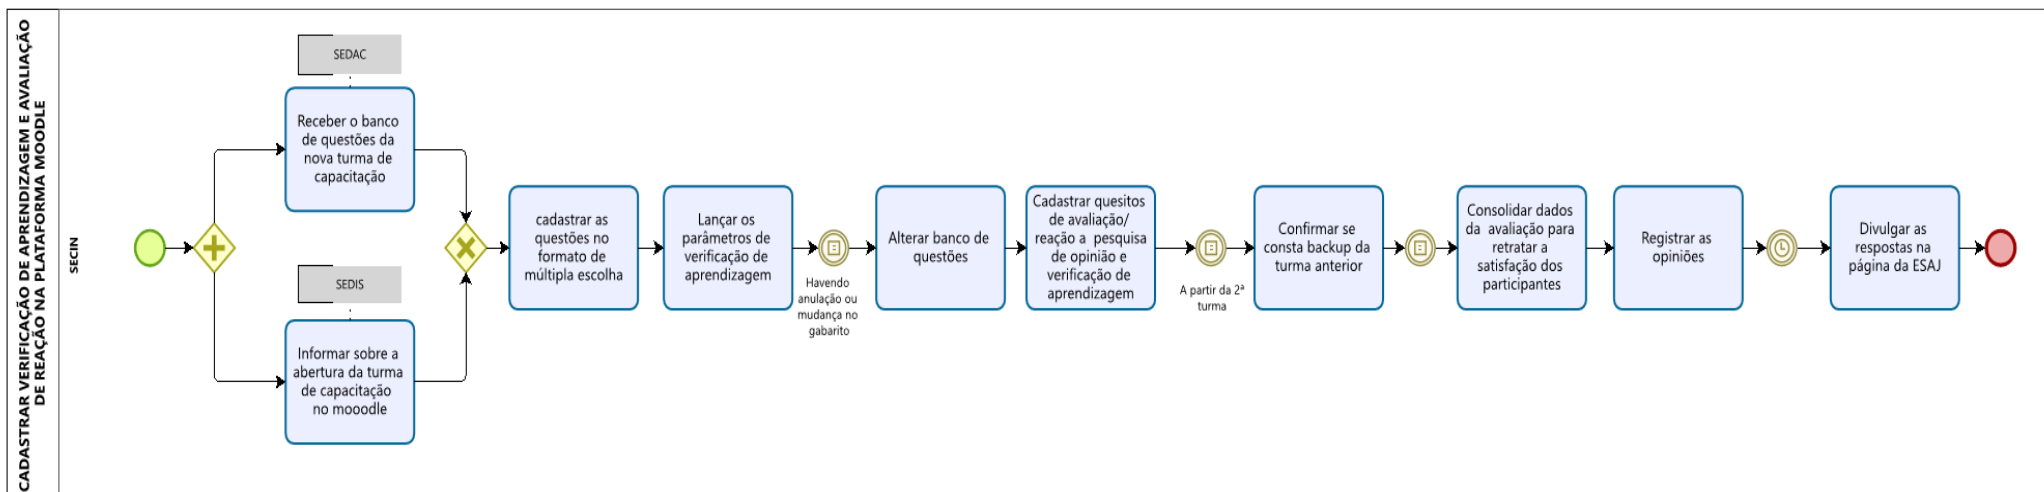 CADASTRAR VERIFICAÇÃO DE APRENDIZAGEM E AVALIAÇÃO
DE REAÇÃO NA PLATAFORMA MOODLE
SECIN
SEDAC
Receber o banco
de questões da
nova turma de
capacitação
SEDIS
Informar sobre a
abertura da turma
de capacitação
no mooodle
cadastrar as
questões no
formato de
múltipla escolha
Lançar os
parâmetros de
verificação de
aprendizagem
Havendo
anulação ou
mudança no
gabarito
Alterar banco de
questões
Cadastrar quesitos
de avaliação/
reação a pesquisa
de opinião e
verificação de
aprendizagem
A partir da 2ª
turma
Confirmar se
consta backup da
turma anterior
Consolidar dados
da avaliação para
retratar a
satisfação dos
participantes
Registrar as
opiniões
Divulgar as
respostas na
página da ESAJ